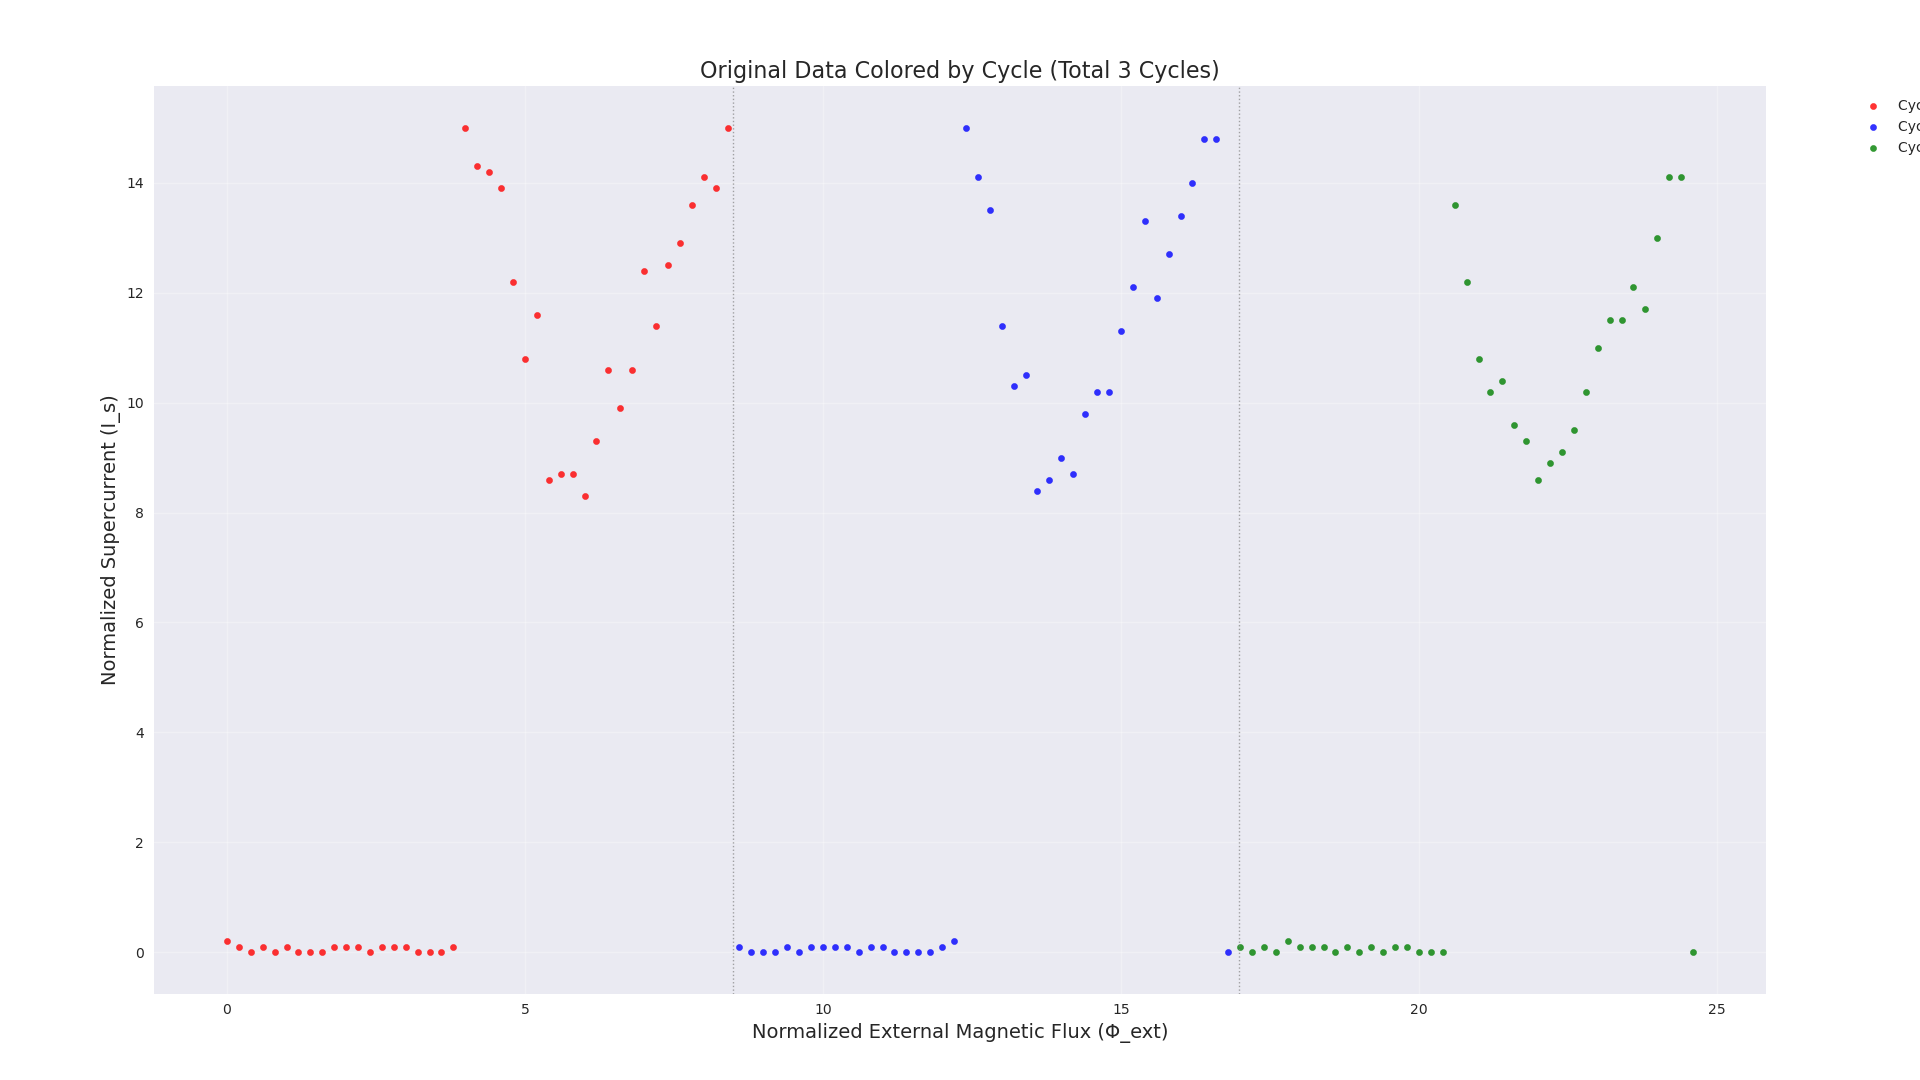 Original Data Colored by Cycle (Total 3 Cycles)
Cyc
Cyc
Cyc
14
12
10
8
6
4
2
0
Normalized Supercurrent (I_s)
0
5
10
15
20
25
Normalized External Magnetic Flux (Φ_ext)